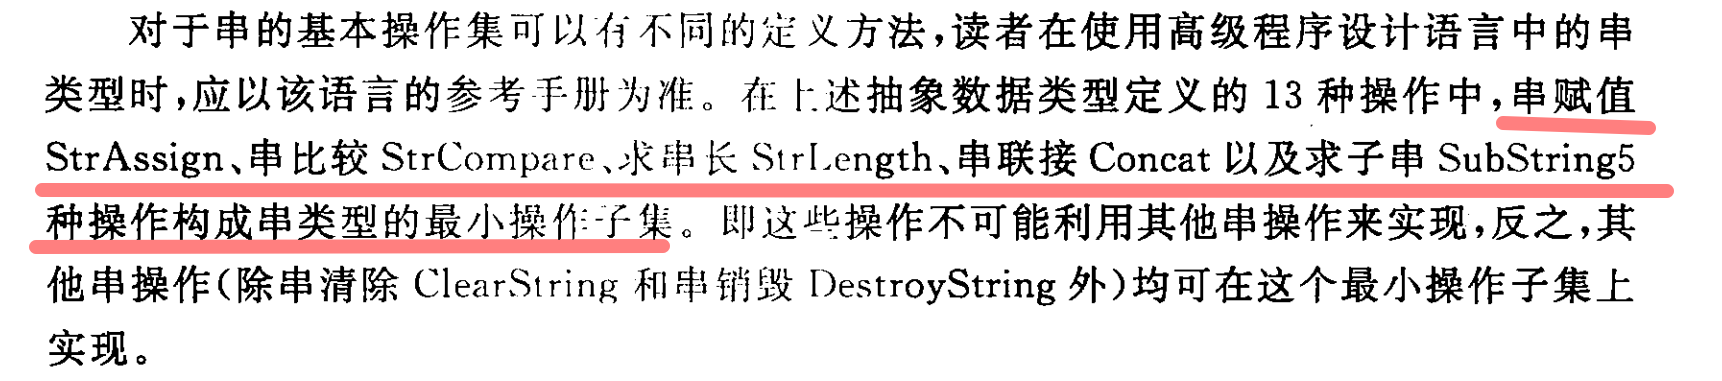 对于串的基本操作集可以有不同的定义方法,读者在使用高级程序设计语言中的串
类型时,应以该语言的参考手册为准。在上述抽象数据类型定义的 13 种操作中,串赋值
StrAssign、串比较 StrCompare、求串长 StrLength、串联接 Concat 以及求子串 SubString5
种操作构成串类型的最小操作子集。即这些操作不可能利用其他串操作来实现,反之,其
他串操作(除串清除 ClearString 和串销毁 DestroyString 外)均可在这个最小操作子集上
实现。